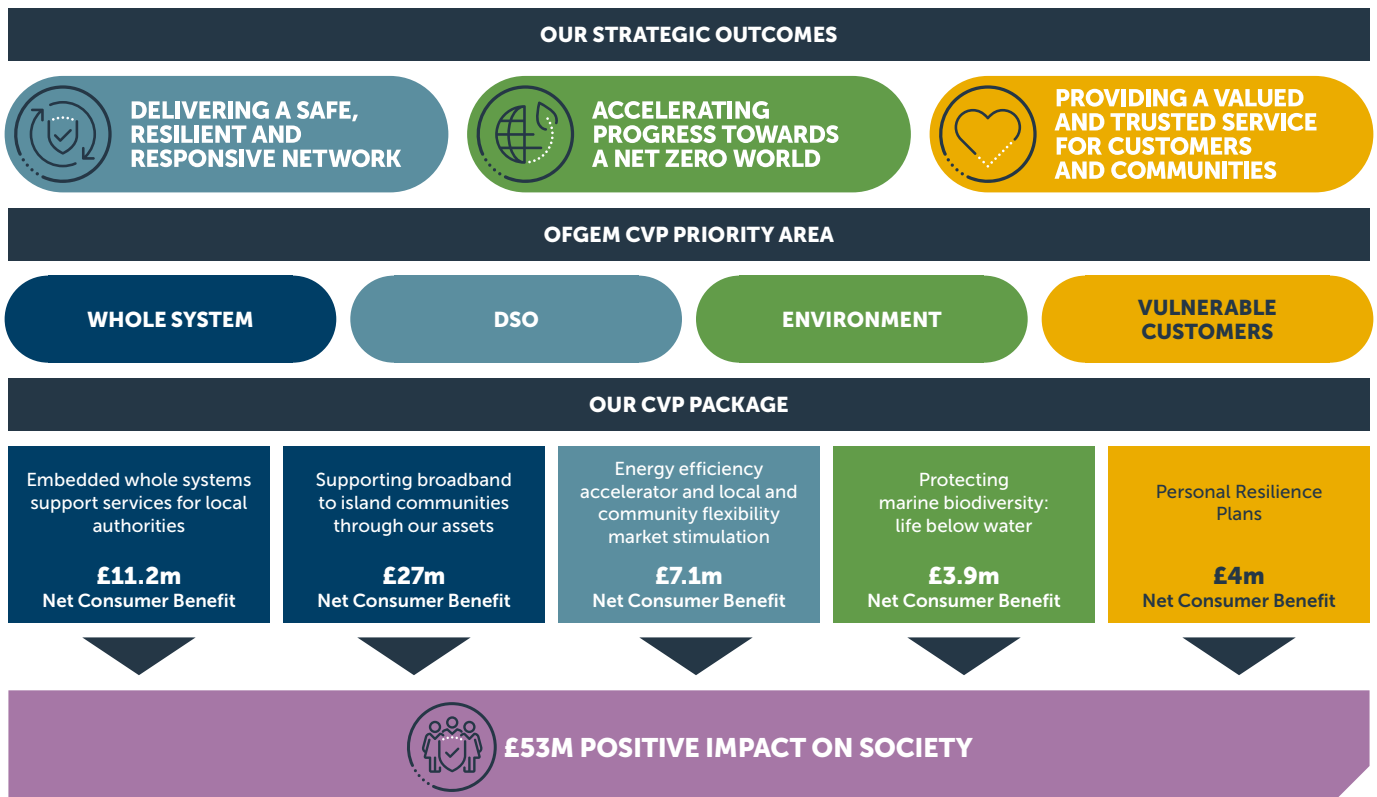 OUR STRATEGIC OUTCOMES
DELIVERING A SAFE,
RESILIENT AND
RESPONSIVE NETWORK
ACCELERATING
PROGRESS TOWARDS
A NET ZERO WORLD
PROVIDING A VALUED
AND TRUSTED SERVICE
FOR CUSTOMERS
AND COMMUNITIES
OFGEM CVP PRIORITY AREA
WHOLE SYSTEM
DSO
ENVIRONMENT
VULNERABLE
CUSTOMERS
OUR CVP PACKAGE
Embedded whole systems
support services for local
authorities
£11.2m
Net Consumer Benefit
Supporting broadband
to island communities
through our assets
£27m
Net Consumer Benefit
Energy efficiency
accelerator and local and
community flexibility
market stimulation
£7.1m
Net Consumer Benefit
Protecting
marine biodiversity:
life below water
£3.9m
Net Consumer Benefit
Personal Resilience
Plans
£4m
Net Consumer Benefit
£53M POSITIVE IMPACT ON SOCIETY